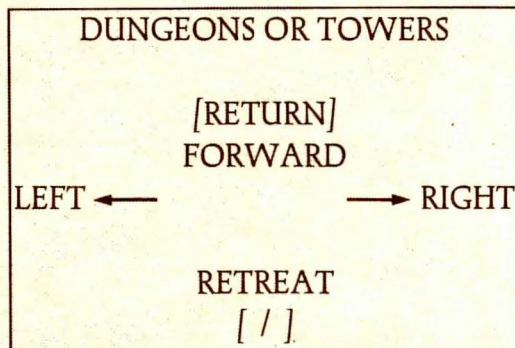 DUNGEONS OR TOWERS
[RETURN]
FORWARD
LEFT ← → RIGHT
RETREAT
[ / ]